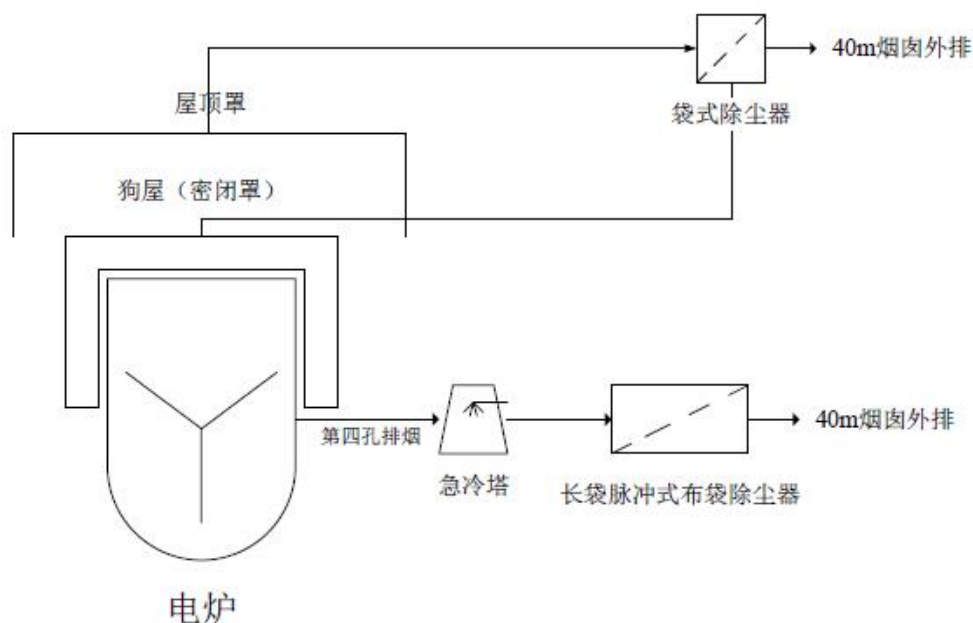 40m烟囱外排
屋顶罩
袋式除尘器
狗屋（密闭罩）
40m烟囱外排
第四孔排烟
急冷塔
长袋脉冲式布袋除尘器
电炉